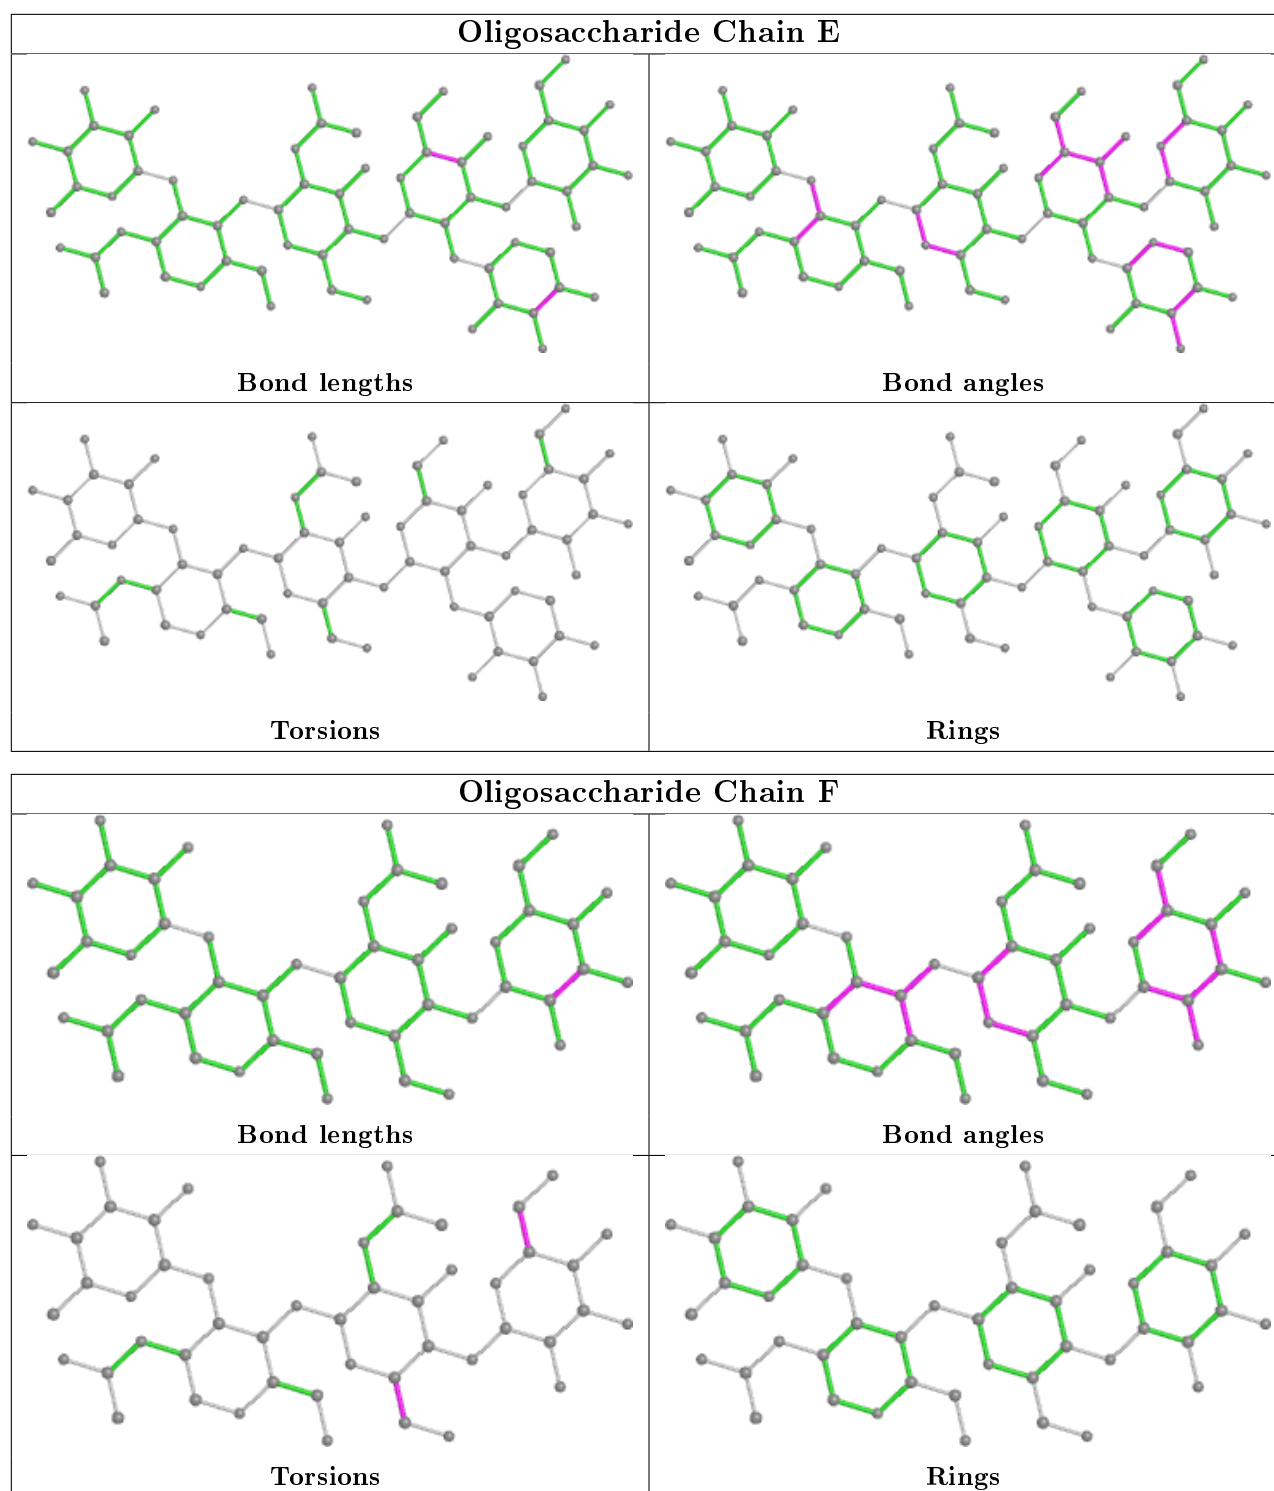 Oligosaccharide Chain E
Bond lengths
Bond angles
Torsions
Rings
Oligosaccharide Chain F
Bond lengths
Bond angles
Torsions
Rings